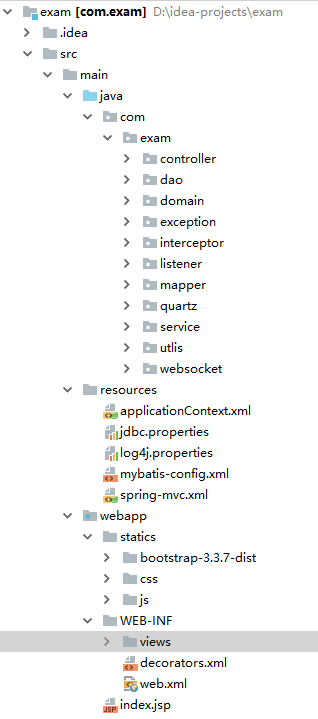 exam [com.exam] D:\idea-projects\exam
.idea
src
main
java
com
exam
controller
dao
domain
exception
interceptor
listener
mapper
quartz
service
utlis
websocket
resources
applicationContext.xml
jdbc.properties
log4j.properties
mybatis-config.xml
spring-mvc.xml
webapp
statics
bootstrap-3.3.7-dist
css
js
WEB-INF
views
decorators.xml
web.xml
index.jsp